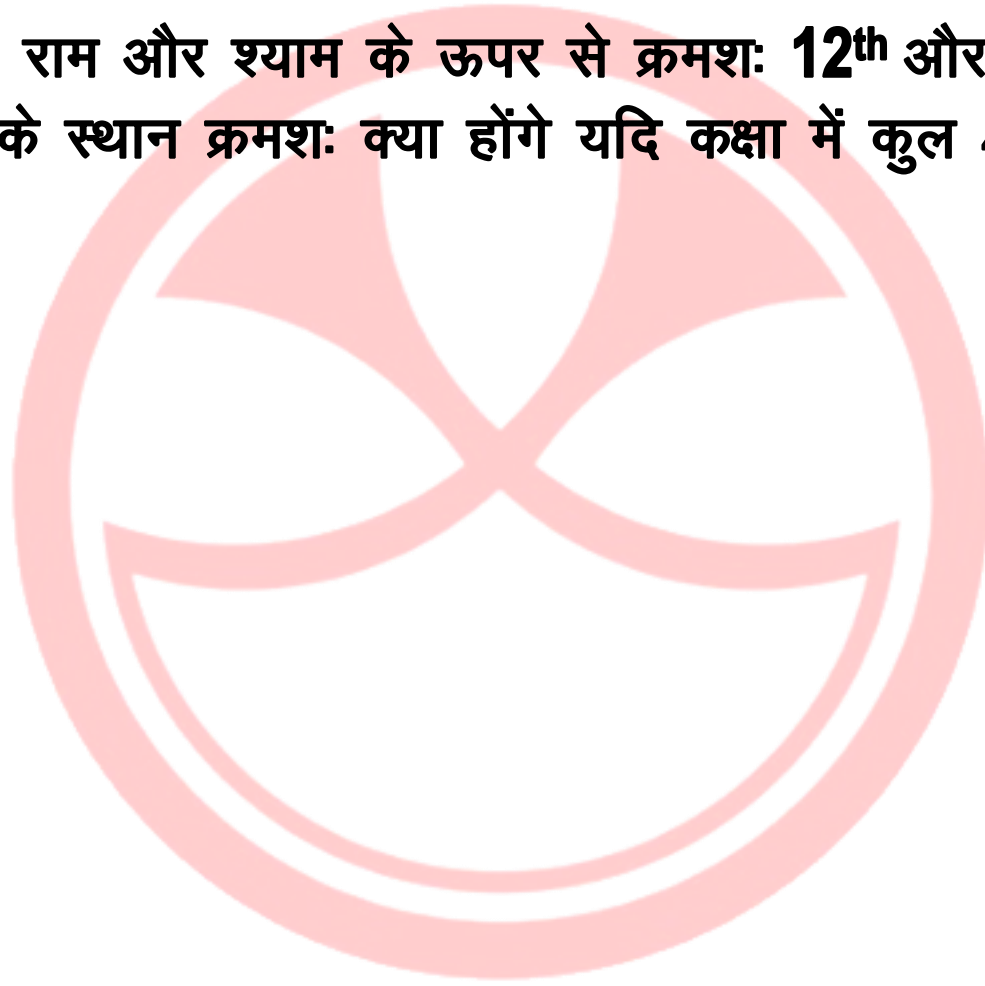 राम और श्याम के ऊपर से क्रमशः 12th और
के स्थान क्रमशः क्या होंगे यदि कक्षा में कुल